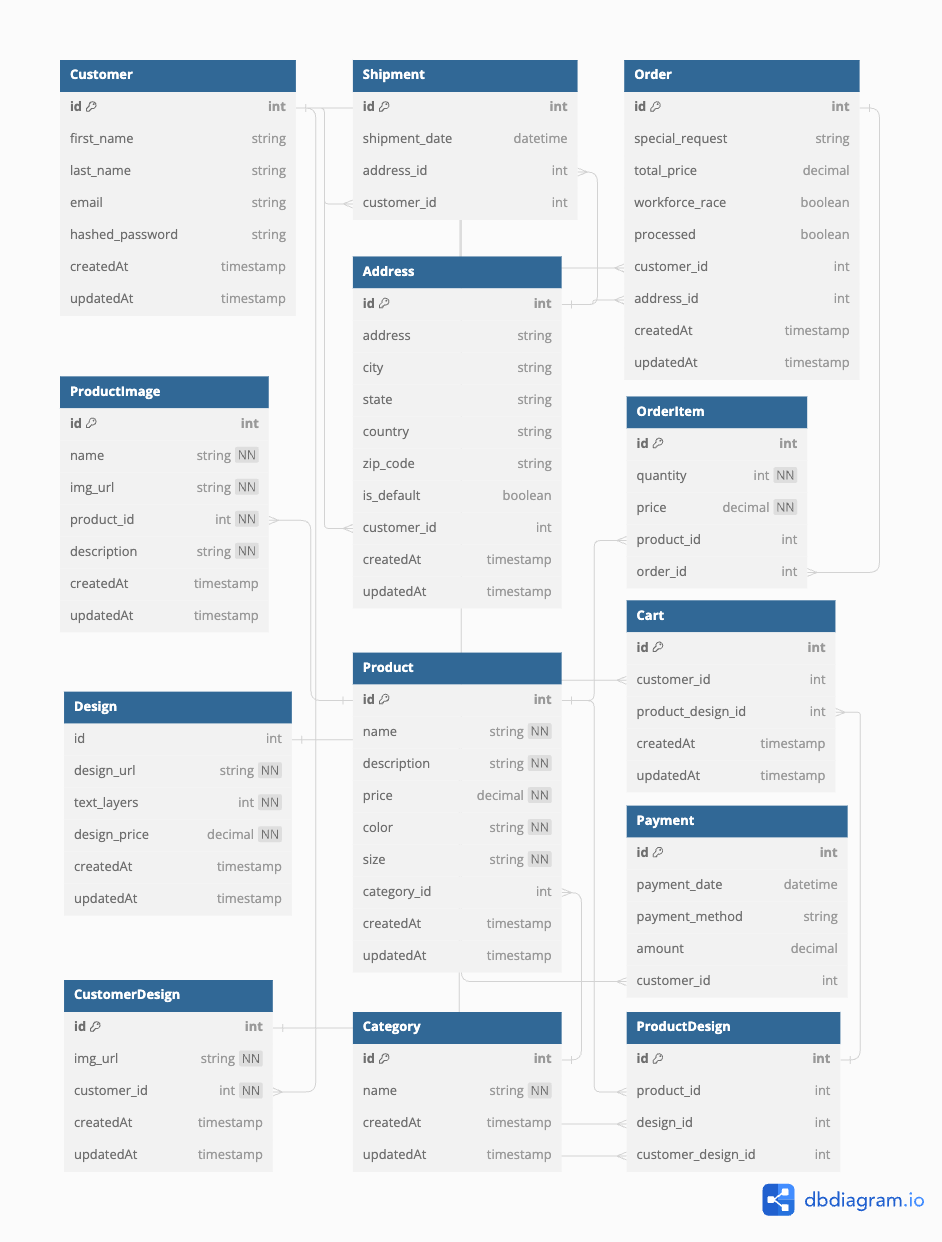 Customer
id int
first_name string
last_name string
email string
hashed_password string
createdAt timestamp
updatedAt timestamp
Shipment
id int
shipment_date datetime
address_id int
customer_id int
Order
id int
special_request string
total_price decimal
workforce_race boolean
processed boolean
customer_id int
address_id int
createdAt timestamp
updatedAt timestamp
Address
id int
address string
city string
state string
country string
zip_code string
is_default boolean
customer_id int
createdAt timestamp
updatedAt timestamp
ProductImage
id int
name string NN
img_url string NN
product_id int NN
description string NN
createdAt timestamp
updatedAt timestamp
OrderItem
id int
quantity int NN
price decimal NN
product_id int
order_id int
Cart
id int
customer_id int
product_design_id int
createdAt timestamp
updatedAt timestamp
Product
id int
name string NN
description string NN
price decimal NN
color string NN
size string NN
category_id int
createdAt timestamp
updatedAt timestamp
Design
id int
design_url string NN
text_layers int NN
design_price decimal NN
createdAt timestamp
updatedAt timestamp
Payment
id int
payment_date datetime
payment_method string
amount decimal
customer_id int
CustomerDesign
id int
img_url string NN
customer_id int NN
createdAt timestamp
updatedAt timestamp
Category
id int
name string NN
createdAt timestamp
updatedAt timestamp
ProductDesign
id int
product_id int
design_id int
customer_design_id int
dbdiagram.io